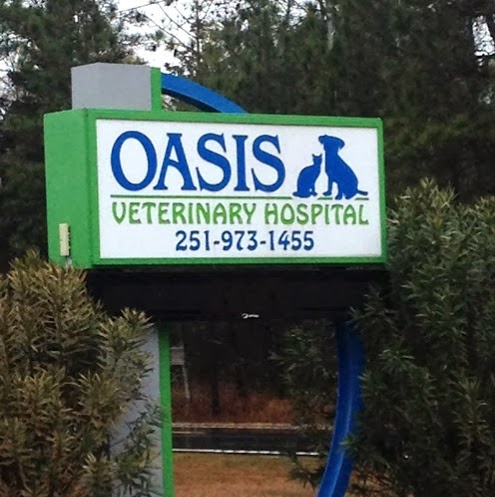 OASIS
VETERINARY HOSPITAL
251-973-1455